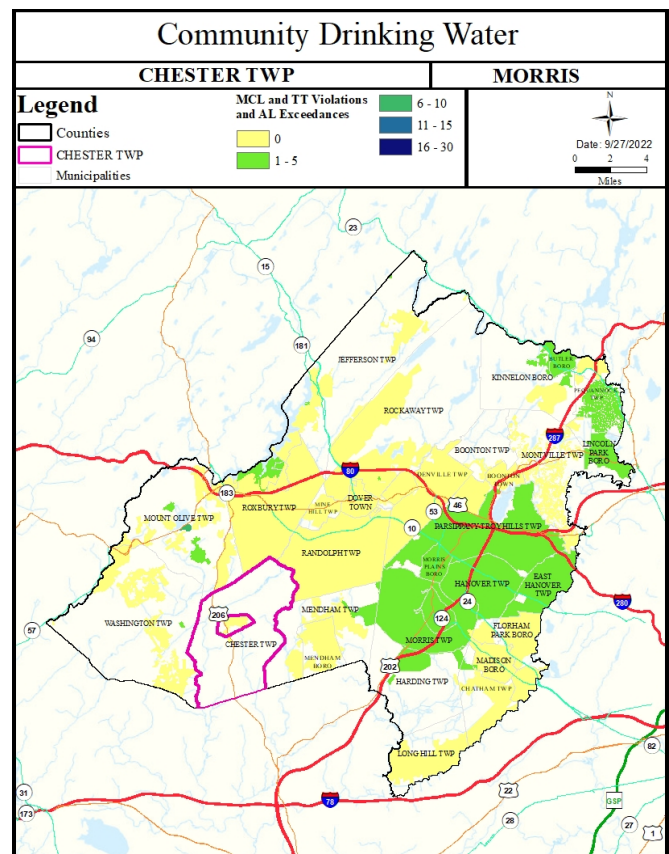 Community Drinking Water
CHESTER TWP
MORRIS
Legend
Counties
CHESTER TWP
Municipalities
MCL and TT Violations
and AL Exceedances
0
1 - 5
6 - 10
11 - 15
16 - 30
N
Date: 9/27/2022
0 2 4
Miles
23
15
94
181
JEFFERSON TWP
BUTLER
BORO
KINNELON BORO
PEQUANNOCK
TWP
ROCKAWAY TWP
287
LINCOLN
PARK
BORO
BOONTON TWP
MONTVILLE TWP
80
DENVILLE TWP
BOONTON
TOWN
183
DOVER
TOWN
46
53
ROXBURY TWP
MINE
HILL TWP
MOUNT OLIVE TWP
10
PARSIPPANY-TROY HILLS TWP
RANDOLPH TWP
MORRIS
PLAINS
BORO
HANOVER TWP
EAST
HANOVER
TWP
280
24
206
MENDHAM TWP
124
57
WASHINGTON TWP
CHESTER TWP
FLORHAM
PARK BORO
MORRIS TWP
MENDHAM
BORO
202
MADISON
BORO
HARDING TWP
CHATHAM TWP
LONG HILL TWP
82
31
173
78
22
GSP
28
27
1